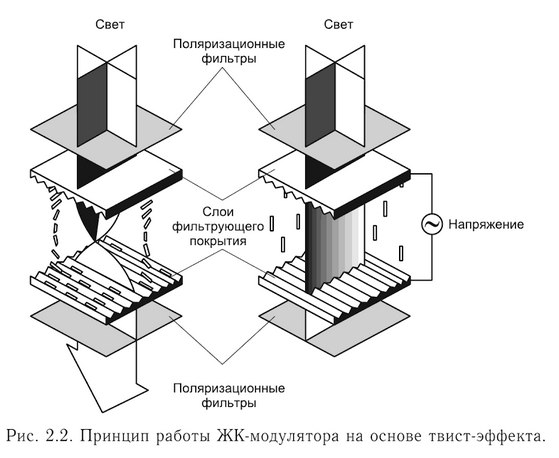 Свет
Свет
Поляризационные
фильтры
Слои
фильтрующего
покрытия
Напряжение
Поляризационные
фильтры
Рис. 2.2. Принцип работы ЖК-модулятора на основе твист-эффекта.